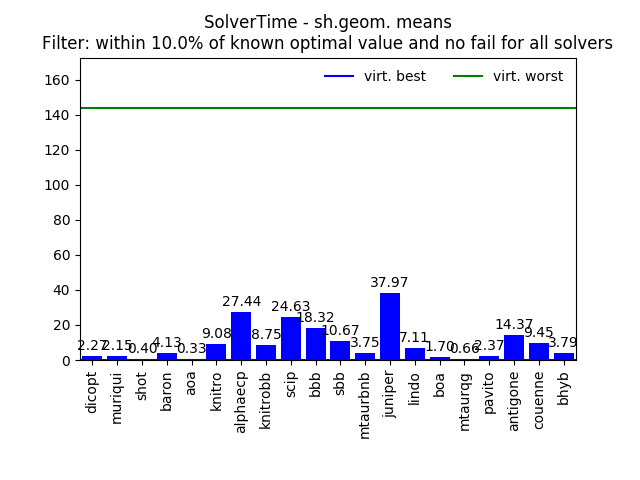 SolverTime - sh.geom. means
Filter: within 10.0% of known optimal value and no fail for all solvers
virt. best
virt. worst
160
140
120
100
80
60
40
20
0
2.27
2.15
0.40
4.13
0.33
9.08
27.44
8.75
24.63
18.32
10.67
3.75
37.97
7.11
1.70
0.66
2.37
14.37
9.45
3.79
dicopt
muriqui
shot
baron
aoa
knitro
alphaecp
knitrobb
scip
bbb
sbb
mtaurbnb
juniper
lindo
boa
mtaurqg
pavito
antigone
couenne
bhyb